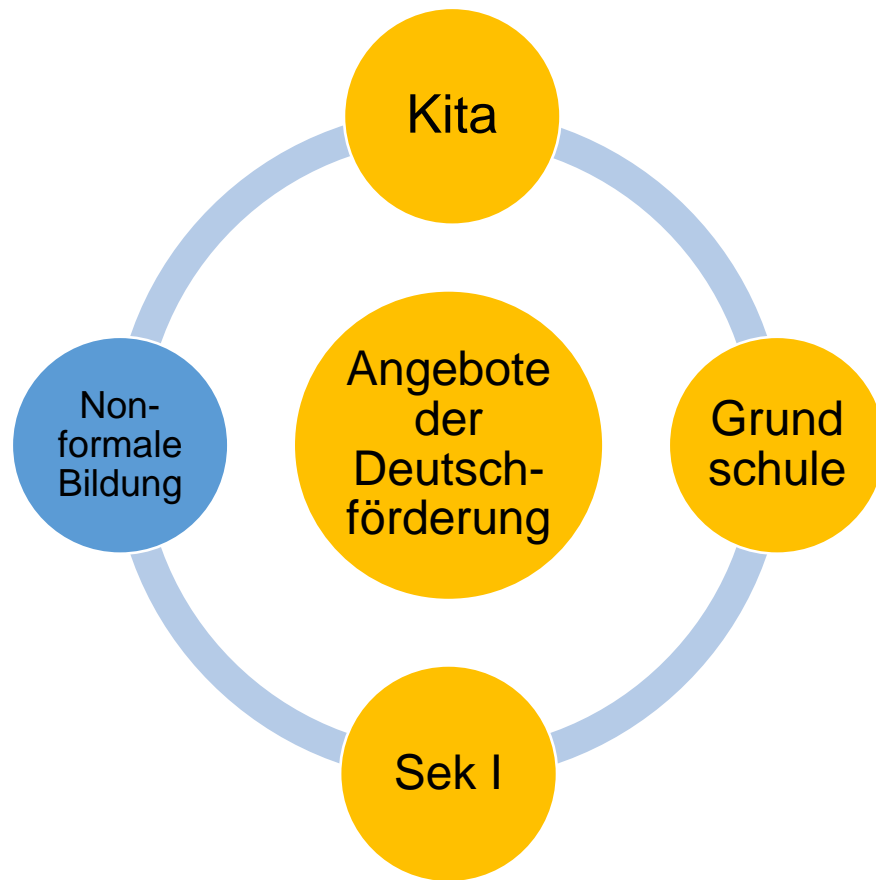 Kita
Angebote
der
Deutsch-
förderung
Grund
schule
Non-
formale
Bildung
Sek I